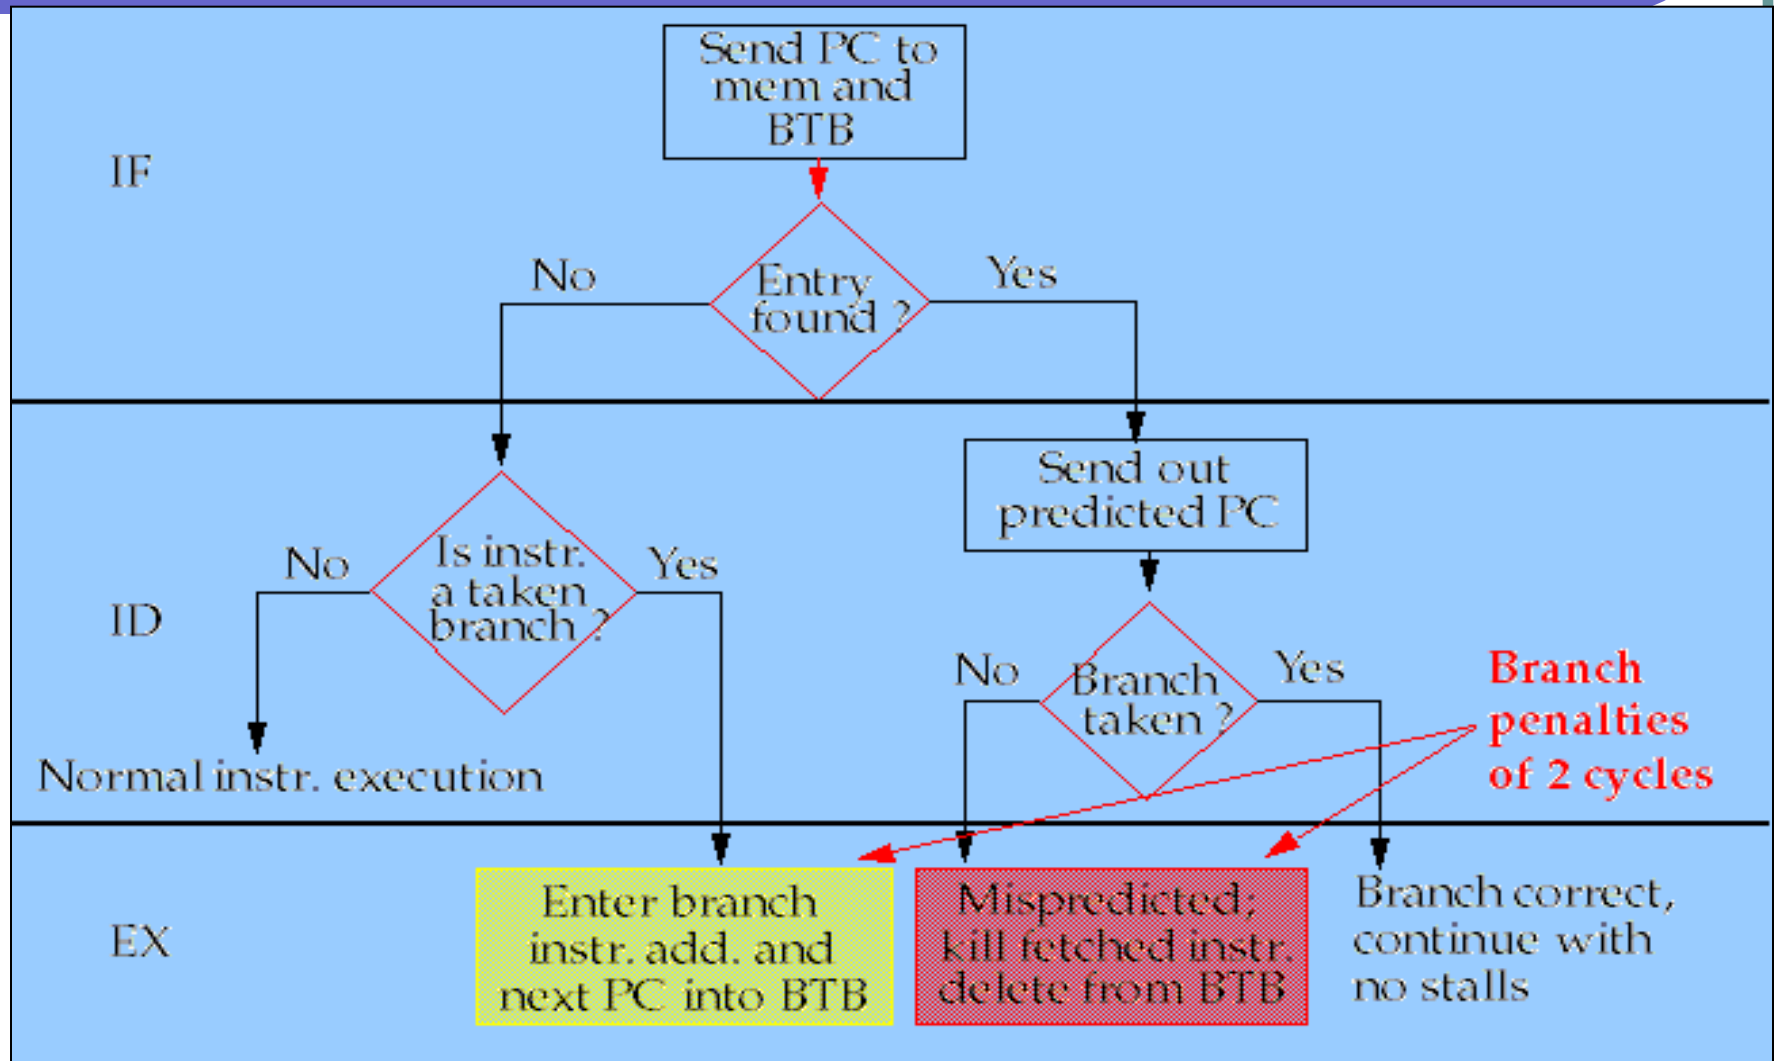 Send PC to
mem and
BTB
IF
No
Entry
found ?
Yes
Send out
predicted PC
No
Is instr.
a taken
branch ?
Yes
ID
No
Branch
taken ?
Yes
Branch
penalties
of 2 cycles
Normal instr. execution
EX
Enter branch
instr. add. and
next PC into BTB
Mispredicted;
kill fetched instr.
delete from BTB
Branch correct,
continue with
no stalls